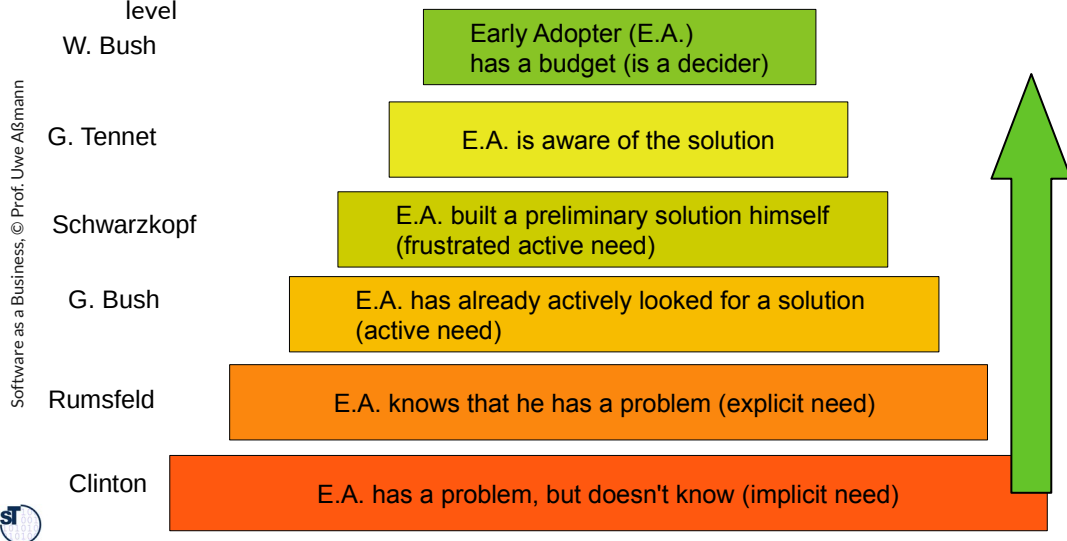 level
W. Bush
Early Adopter (E.A.)
has a budget (is a decider)
G. Tennet
E.A. is aware of the solution
Schwarzkopf
E.A. built a preliminary solution himself
(frustrated active need)
G. Bush
E.A. has already actively looked for a solution
(active need)
Rumsfeld
E.A. knows that he has a problem (explicit need)
Clinton
E.A. has a problem, but doesn't know (implicit need)
Software as a Business, © Prof. Uwe Aßmann
ST